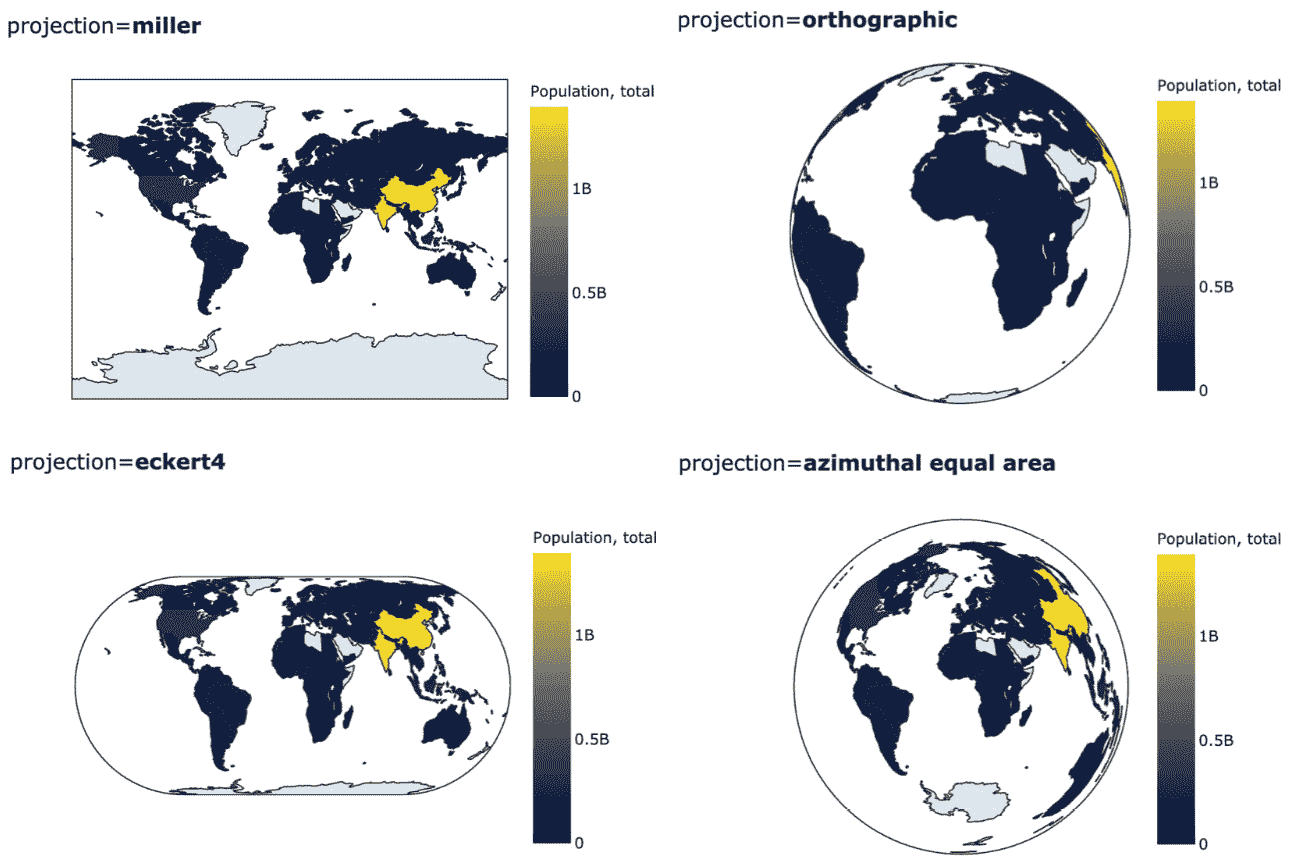 projection=miller
Population, total
1B
0.5B
0
projection=orthographic
Population, total
1B
0.5B
0
projection=eckert4
Population, total
1B
0.5B
0
projection=azimuthal equal area
Population, total
1B
0.5B
0